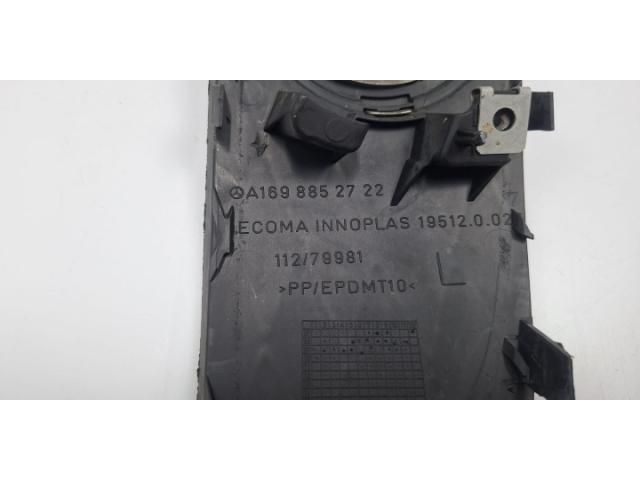 A169 885 27 22
ECOMA INNOPLAS 19512.0.02
112/79981
L
>PP/EPDMT10<